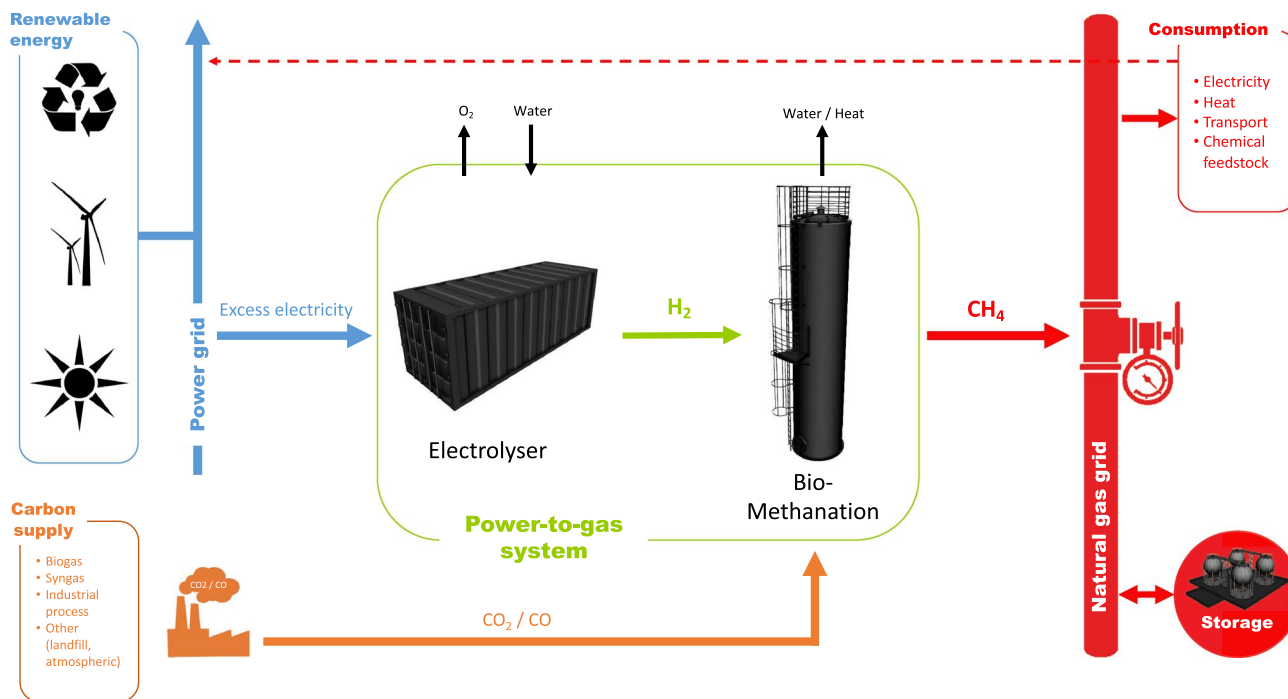 Renewable
energy
Power grid
Excess electricity
O₂
Water
Water / Heat
Electrolyser
H₂
Bio-
Methanation
Power-to-gas
system
CH₄
Natural gas grid
Consumption
• Electricity
• Heat
• Transport
• Chemical
feedstock
Storage
Carbon
supply
• Biogas
• Syngas
• Industrial
process
• Other
(landfill,
atmospheric)
CO2 / CO
CO₂ / CO